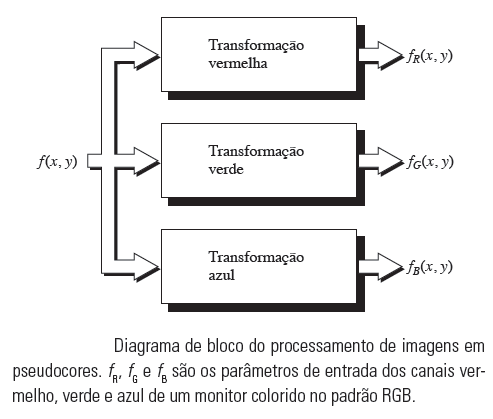 Transformação
vermelha
f_R(x, y)
f(x, y)
Transformação
verde
f_G(x, y)
Transformação
azul
f_B(x, y)
Diagrama de bloco do processamento de imagens em
pseudocores. f_R, f_G e f_B são os parâmetros de entrada dos canais ver-
melho, verde e azul de um monitor colorido no padrão RGB.